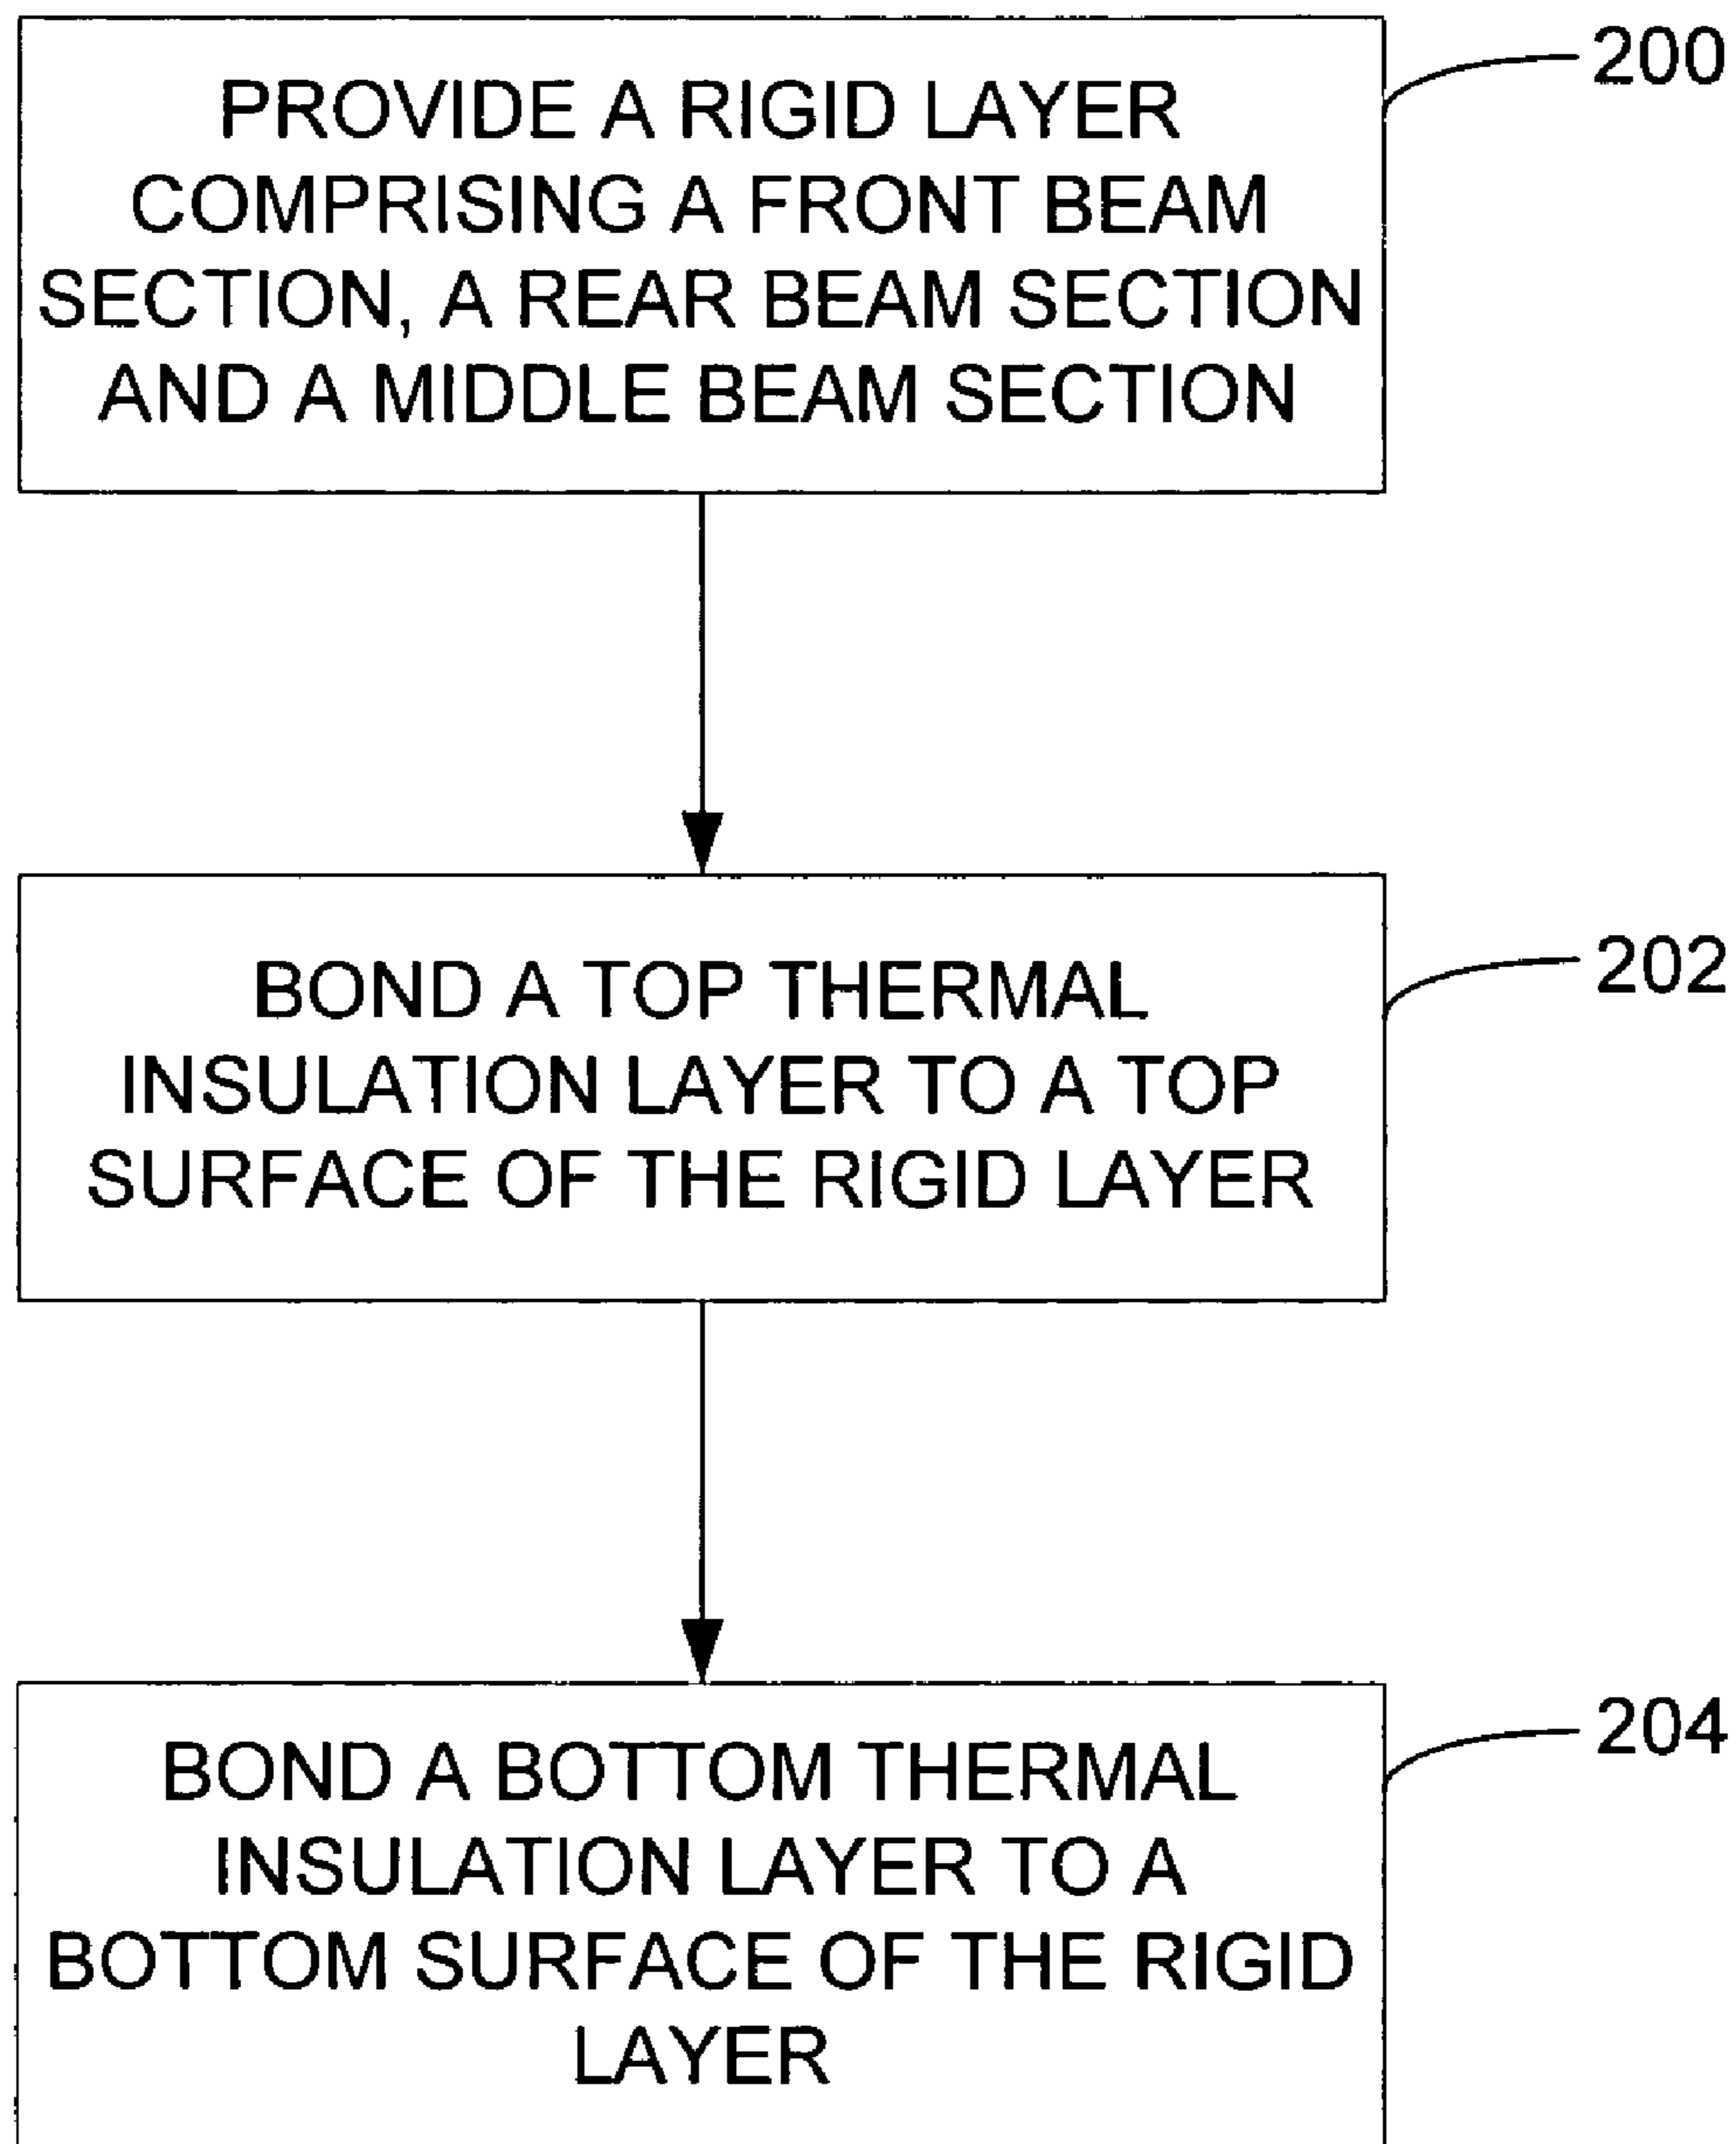 200
PROVIDE A RIGID LAYER
COMPRISING A FRONT BEAM
SECTION, A REAR BEAM SECTION
AND A MIDDLE BEAM SECTION
202
BOND A TOP THERMAL
INSULATION LAYER TO A TOP
SURFACE OF THE RIGID LAYER
204
BOND A BOTTOM THERMAL
INSULATION LAYER TO A
BOTTOM SURFACE OF THE RIGID
LAYER